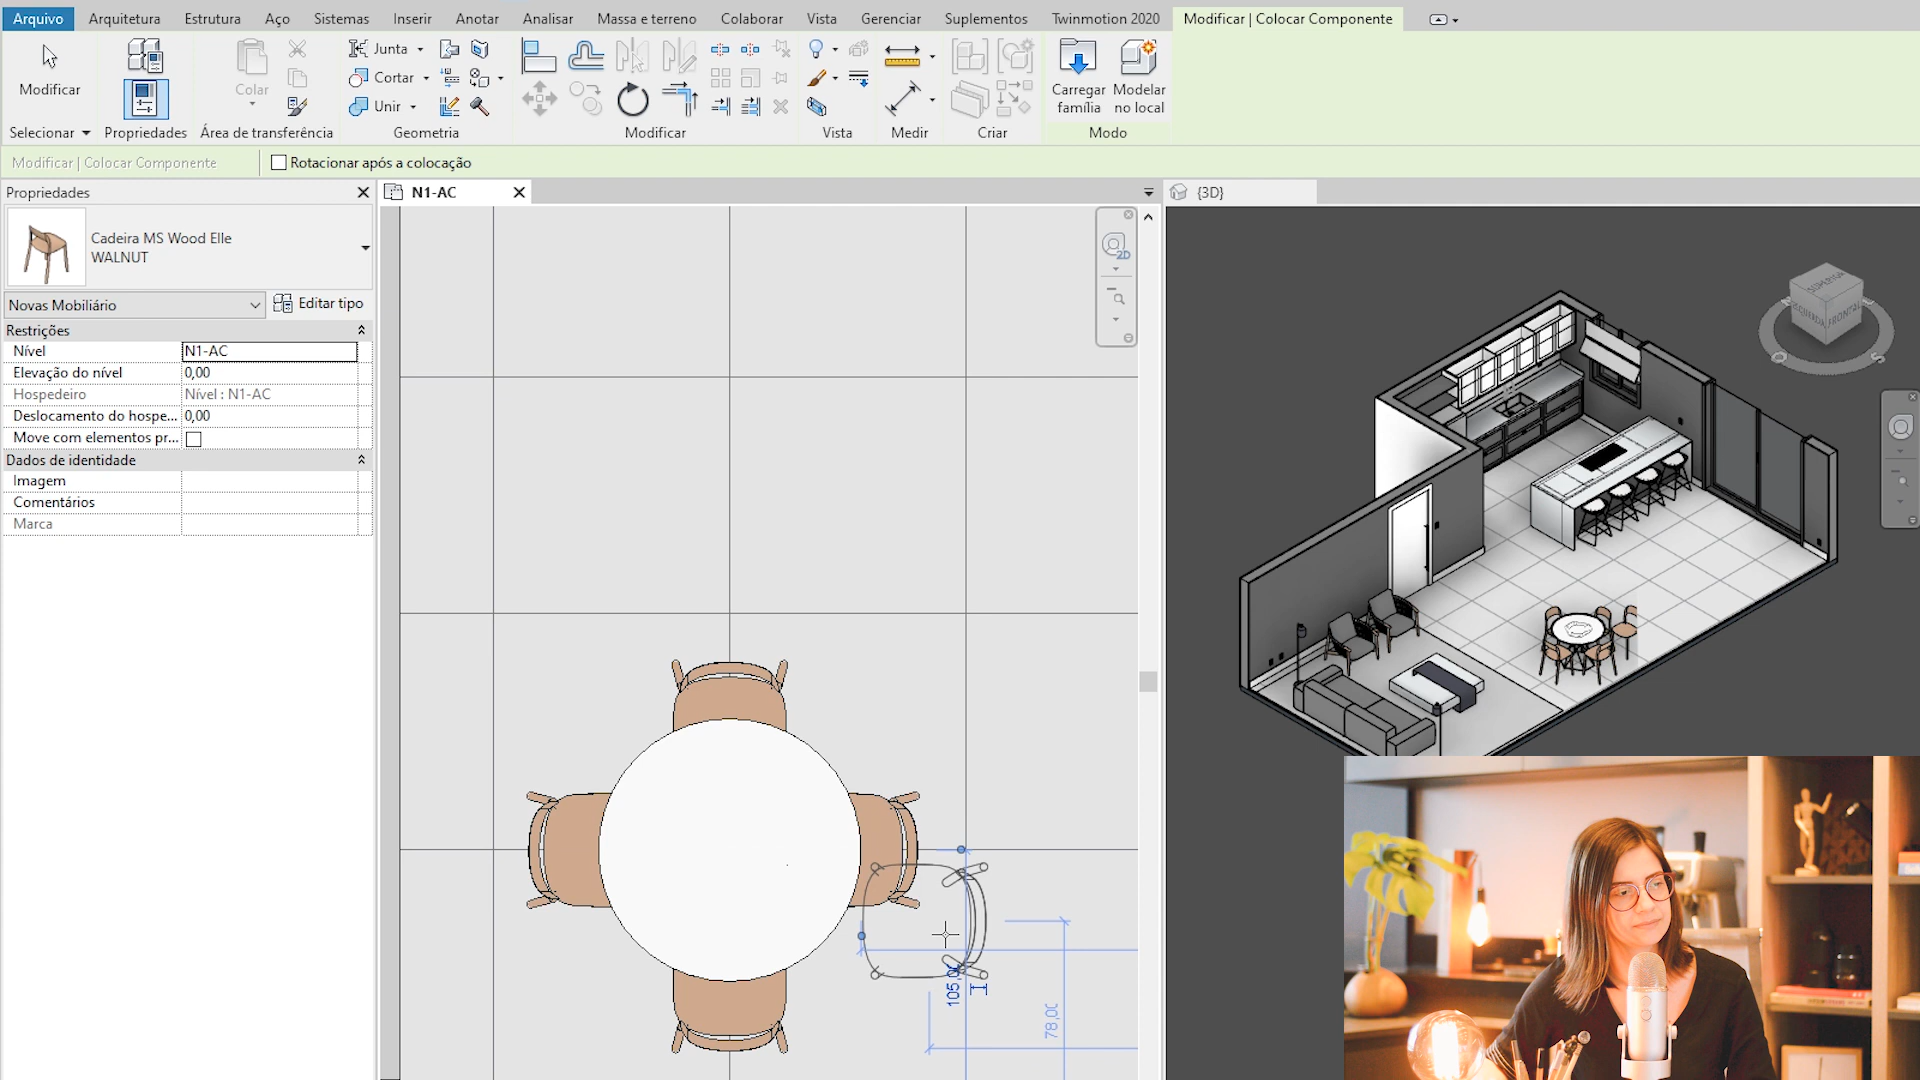 Arquivo Arquitetura Estrutura Aço Sistemas Inserir Anotar Analisar Massa e terreno Colaborar Vista Gerenciar Suplementos Twinmotion 2020 Modificar | Colocar Componente
Modificar
Colar
Junta
Cortar
Unir
Carregar família
Modelar no local
Selecionar Propriedades Área de transferência Geometria Modificar Vista Medir Criar Modo
Modificar | Colocar Componente Rotacionar após a colocação
Propriedades
N1-AC
{3D}
Cadeira MS Wood Elle
WALNUT
Novas Mobiliário Editar tipo
Restrições
Nível N1-AC
Elevação do nível 0,00
Hospedeiro Nível : N1-AC
Deslocamento do hospe... 0,00
Move com elementos pr...
Dados de identidade
Imagem
Comentários
Marca
2D
SUPERIOR
FRONTAL
O
S
78,00